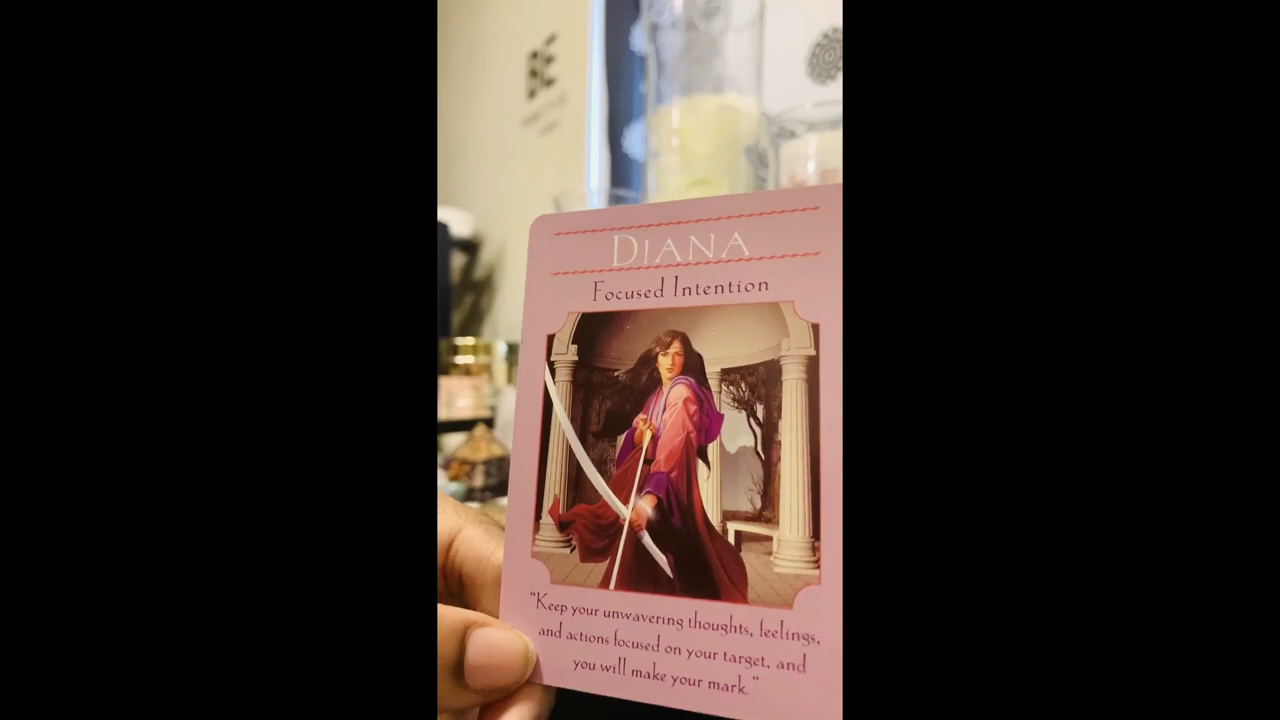 BE
DIANA
Focused Intention
“Keep your unwavering thoughts, feelings,
and actions focused on your target, and
you will make your mark.”